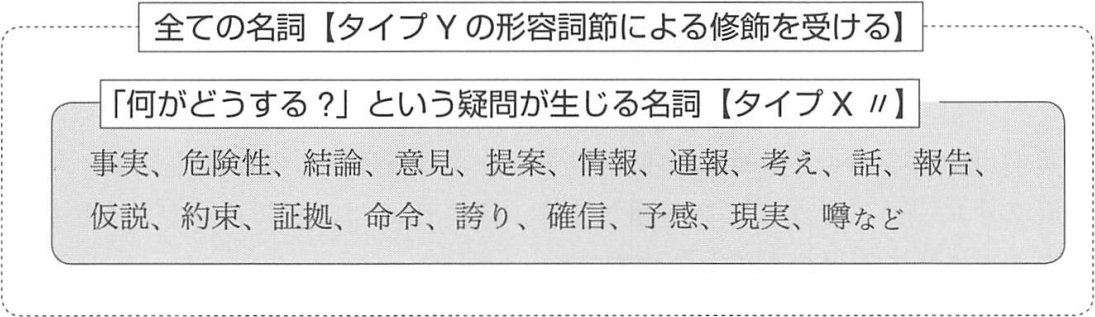 全ての名詞【タイプ Y の形容詞節による修飾を受ける】
「何がどうする?」という疑問が生じる名詞【タイプ X 〃】
事実、危険性、結論、意見、提案、情報、通報、考え、話、報告、
仮説、約束、証拠、命令、誇り、確信、予感、現実、噂など